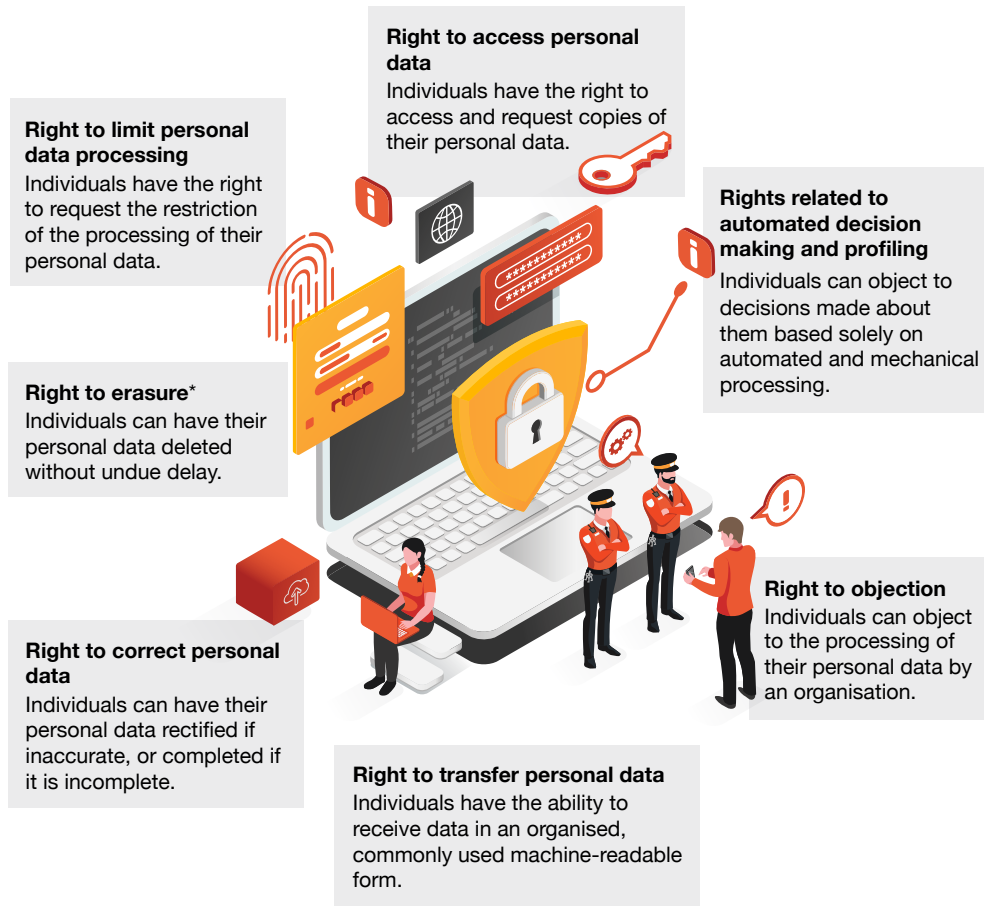 Right to access personal
data
Individuals have the right to
access and request copies of
their personal data.
Right to limit personal
data processing
Individuals have the right
to request the restriction
of the processing of their
personal data.
Rights related to
automated decision
making and profiling
Individuals can object to
decisions made about
them based solely on
automated and mechanical
processing.
Right to erasure*
Individuals can have their
personal data deleted
without undue delay.
Right to objection
Individuals can object
to the processing of
their personal data by
an organisation.
Right to correct personal
data
Individuals can have their
personal data rectified if
inaccurate, or completed if
it is incomplete.
Right to transfer personal data
Individuals have the ability to
receive data in an organised,
commonly used machine-readable
form.